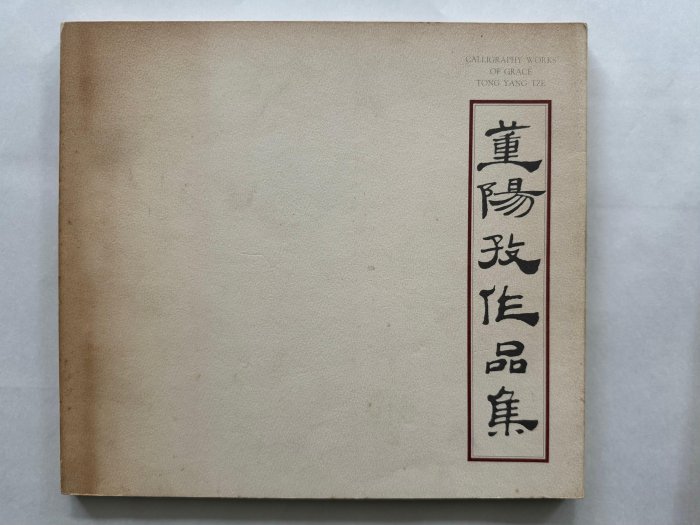 CALLIGRAPHY WORKS
OF GRACE
TONG YANG TZE
董陽孜作品集